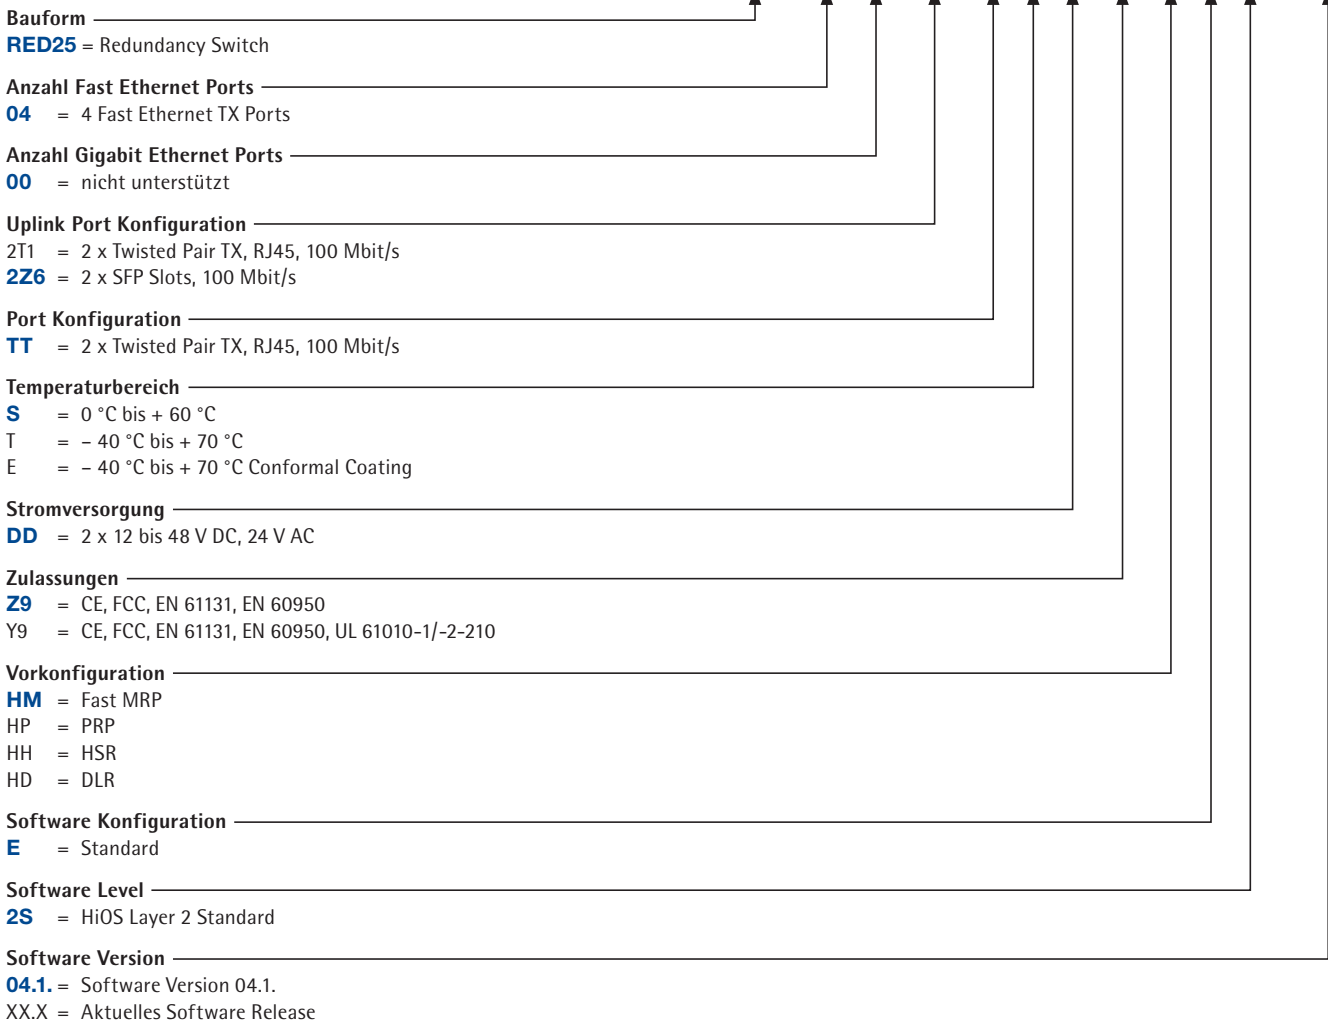 Bauform
RED25 = Redundancy Switch
Anzahl Fast Ethernet Ports
04 = 4 Fast Ethernet TX Ports
Anzahl Gigabit Ethernet Ports
00 = nicht unterstützt
Uplink Port Konfiguration
2T1 = 2 x Twisted Pair TX, RJ45, 100 Mbit/s
2Z6 = 2 x SFP Slots, 100 Mbit/s
Port Konfiguration
TT = 2 x Twisted Pair TX, RJ45, 100 Mbit/s
Temperaturbereich
S = 0 °C bis + 60 °C
T = – 40 °C bis + 70 °C
E = – 40 °C bis + 70 °C Conformal Coating
Stromversorgung
DD = 2 x 12 bis 48 V DC, 24 V AC
Zulassungen
Z9 = CE, FCC, EN 61131, EN 60950
Y9 = CE, FCC, EN 61131, EN 60950, UL 61010-1/-2-210
Vorkonfiguration
HM = Fast MRP
HP = PRP
HH = HSR
HD = DLR
Software Konfiguration
E = Standard
Software Level
2S = HiOS Layer 2 Standard
Software Version
04.1. = Software Version 04.1.
XX.X = Aktuelles Software Release